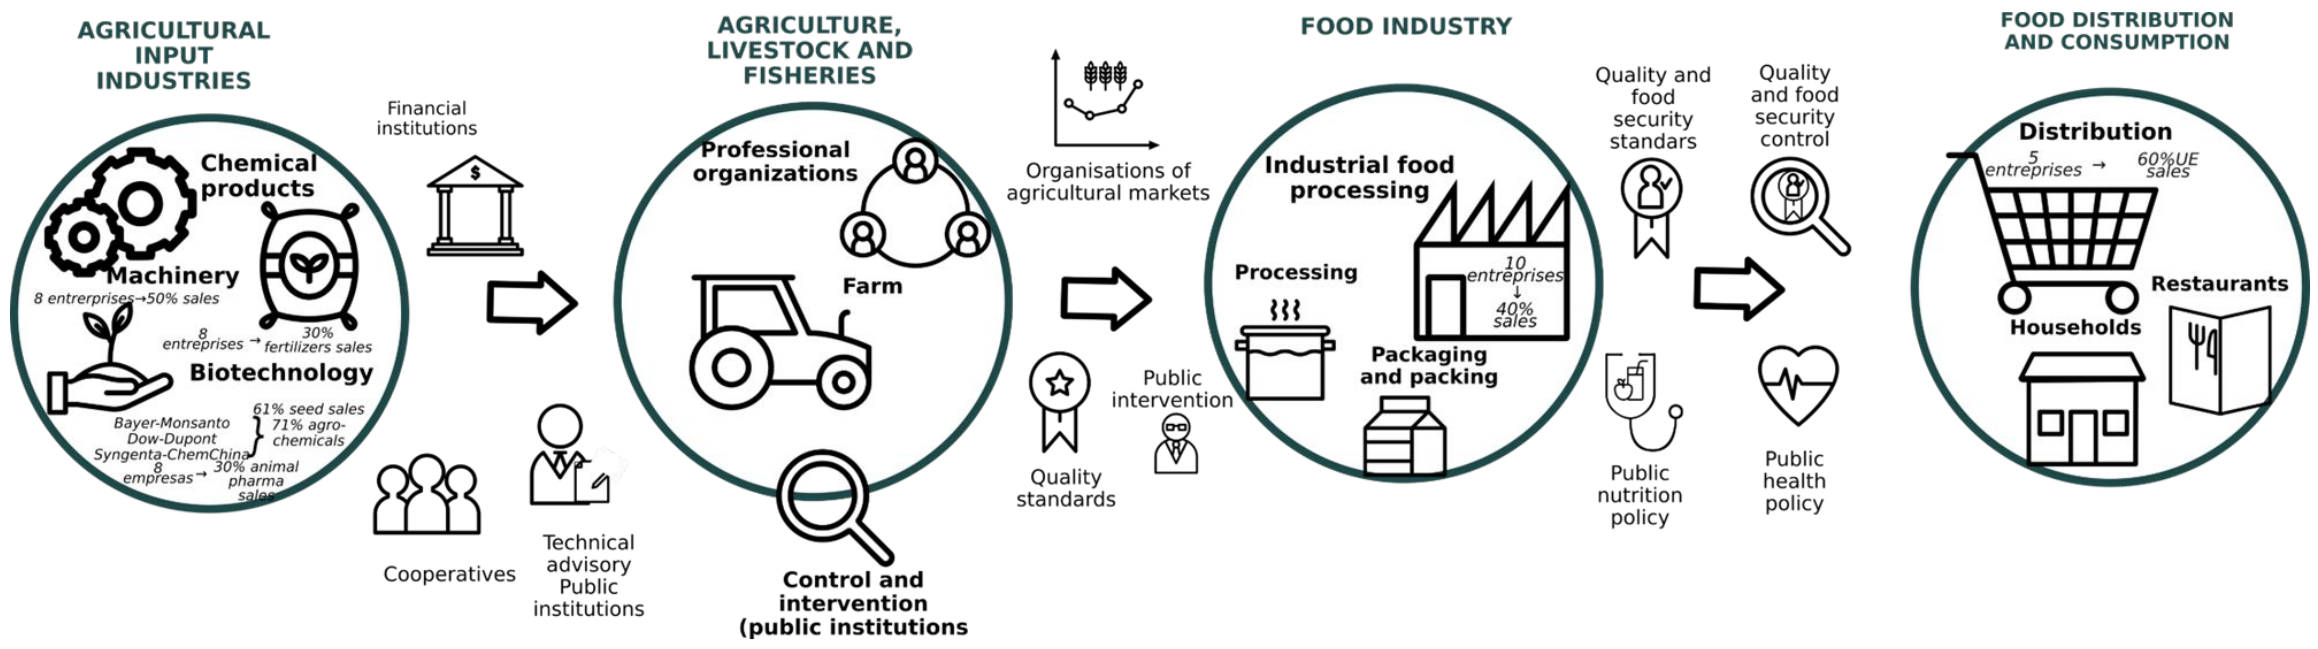 AGRICULTURAL
INPUT
INDUSTRIES
Chemical
products
Machinery
8 entrerprises→50% sales
8
entreprises →
30%
fertilizers sales
Biotechnology
Bayer-Monsanto
Dow-Dupont
Syngenta-ChemChina
}
61% seed sales
71% agro-
chemicals
8
empresas →
30% animal
pharma
sales
Financial
institutions
$
Cooperatives
Technical
advisory
Public
institutions
AGRICULTURE,
LIVESTOCK AND
FISHERIES
Professional
organizations
Farm
Control and
intervention
(public institutions
Organisations of
agricultural markets
Quality
standards
Public
intervention
FOOD INDUSTRY
Industrial food
processing
10
entreprises
↓
40%
sales
Processing
Packaging
and packing
Quality and
food
security
standars
Quality
and food
security
control
Public
nutrition
policy
Public
health
policy
FOOD DISTRIBUTION
AND CONSUMPTION
Distribution
5
entreprises →
60%UE
sales
Restaurants
Households